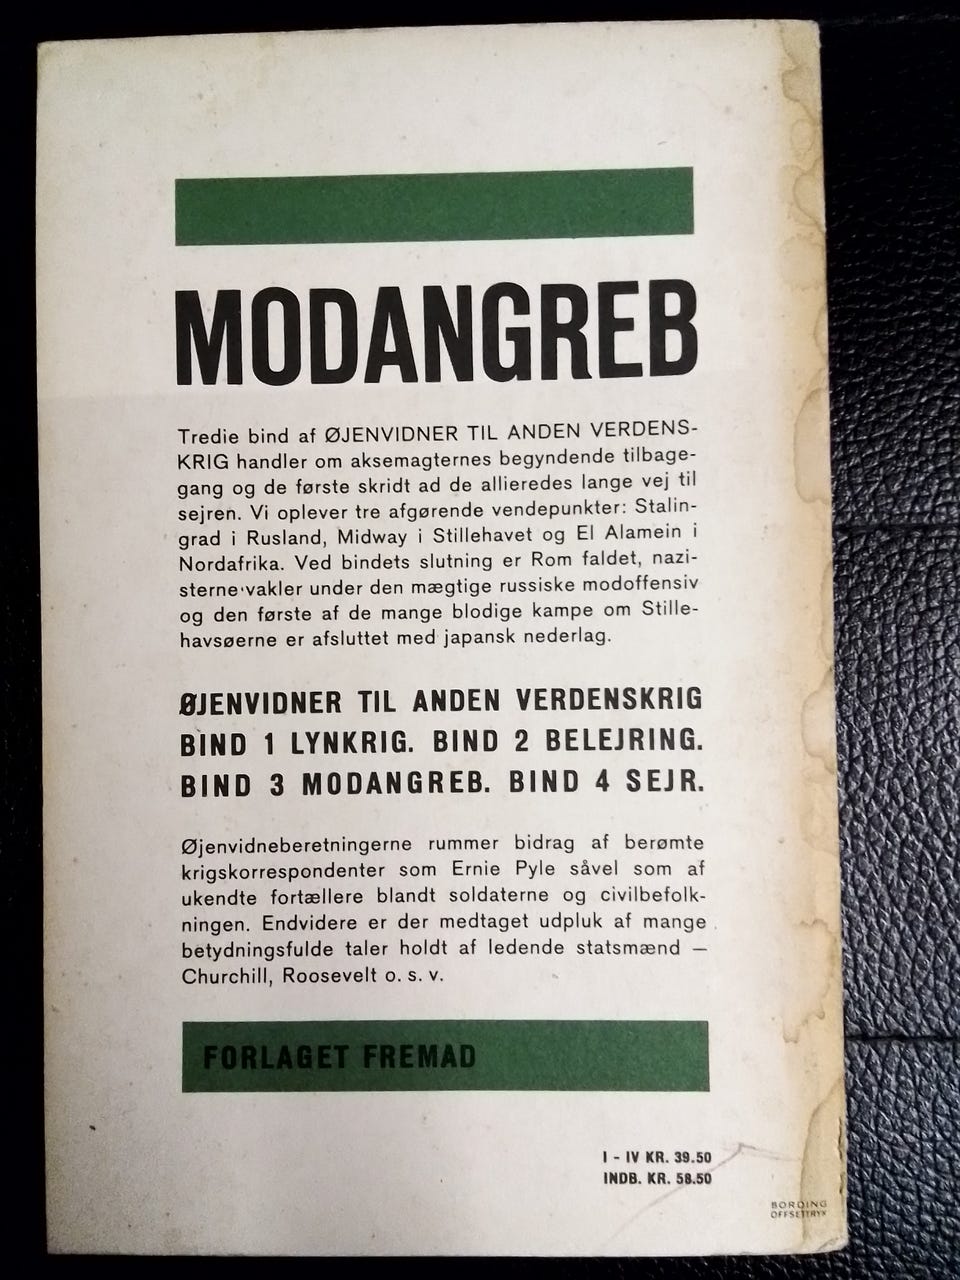 MODANGREB
Tredie bind af ØJENVIDNER TIL ANDEN VERDENS-
KRIG handler om aksemagternes begyndende tilbage-
gang og de første skridt ad de allieredes lange vej til
sejren. Vi oplever tre afgørende vendepunkter: Stalin-
grad i Rusland, Midway i Stillehavet og El Alamein i
Nordafrika. Ved bindets slutning er Rom faldet, nazi-
sterne vakler under den mægtige russiske modoffensiv
og den første af de mange blodige kampe om Stille-
havsøerne er afsluttet med japansk nederlag.
ØJENVIDNER TIL ANDEN VERDENSKRIG
BIND 1 LYNKRIG. BIND 2 BELEJRING.
BIND 3 MODANGREB. BIND 4 SEJR.
Øjenvidneberetningerne rummer bidrag af berømte
krigskorrespondenter som Ernie Pyle såvel som af
ukendte fortællere blandt soldaterne og civilbefolk-
ningen. Endvidere er der medtaget udpluk af mange
betydningsfulde taler holdt af ledende statsmænd —
Churchill, Roosevelt o. s. v.
FORLAGET FREMAD
I - IV KR. 39.50
INDB. KR. 58.50
BORDING
OFFSETTRYK